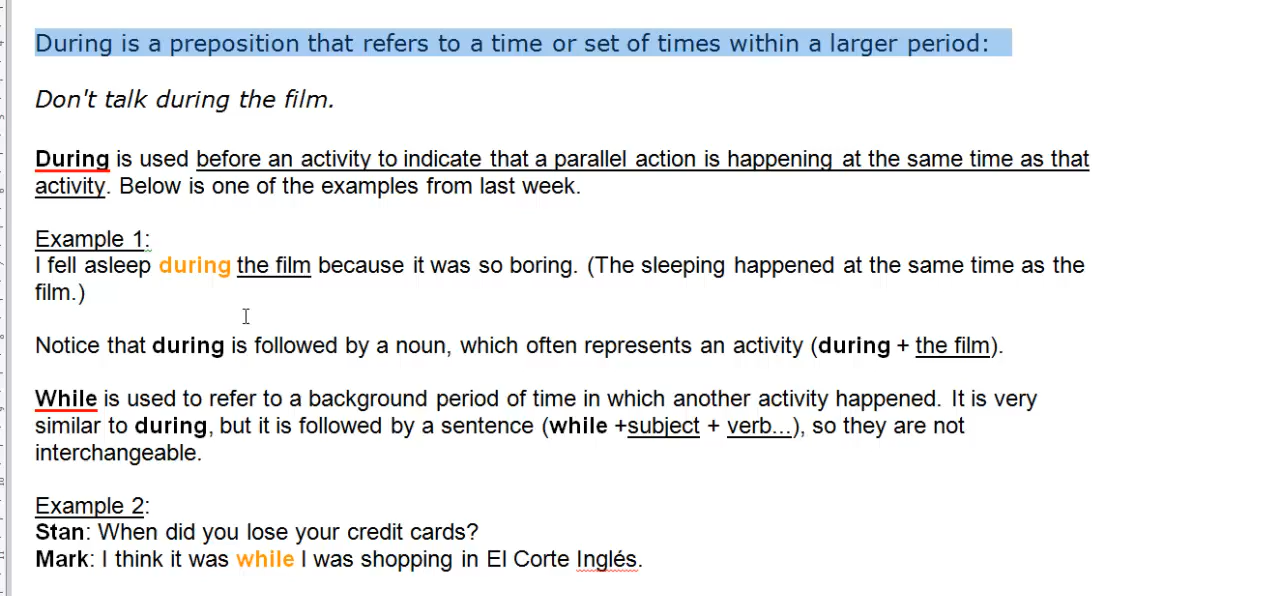 During is a preposition that refers to a time or set of times within a larger period:
Don't talk during the film.
During is used before an activity to indicate that a parallel action is happening at the same time as that
activity. Below is one of the examples from last week.
Example 1:
I fell asleep during the film because it was so boring. (The sleeping happened at the same time as the
film.)
Notice that during is followed by a noun, which often represents an activity (during + the film).
While is used to refer to a background period of time in which another activity happened. It is very
similar to during, but it is followed by a sentence (while +subject + verb...), so they are not
interchangeable.
Example 2:
Stan: When did you lose your credit cards?
Mark: I think it was while I was shopping in El Corte Inglés.